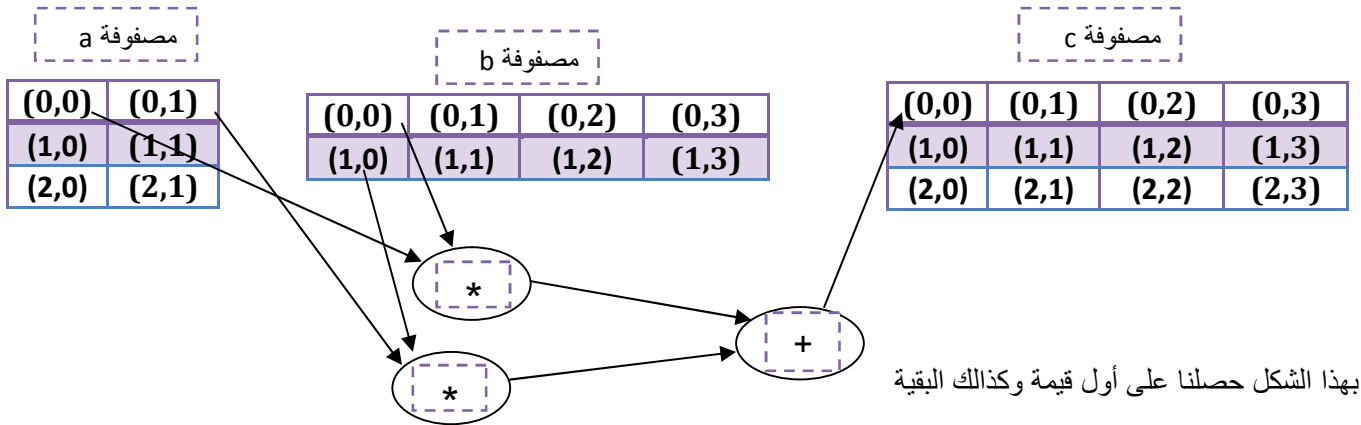 مصفوفة a
مصفوفة b
مصفوفة c
(0,0) (0,1)
(1,0) (1,1)
(2,0) (2,1)
(0,0) (0,1) (0,2) (0,3)
(1,0) (1,1) (1,2) (1,3)
(0,0) (0,1) (0,2) (0,3)
(1,0) (1,1) (1,2) (1,3)
(2,0) (2,1) (2,2) (2,3)
*
*
+
بهذا الشكل حصلنا على أول قيمة وكذالك البقية